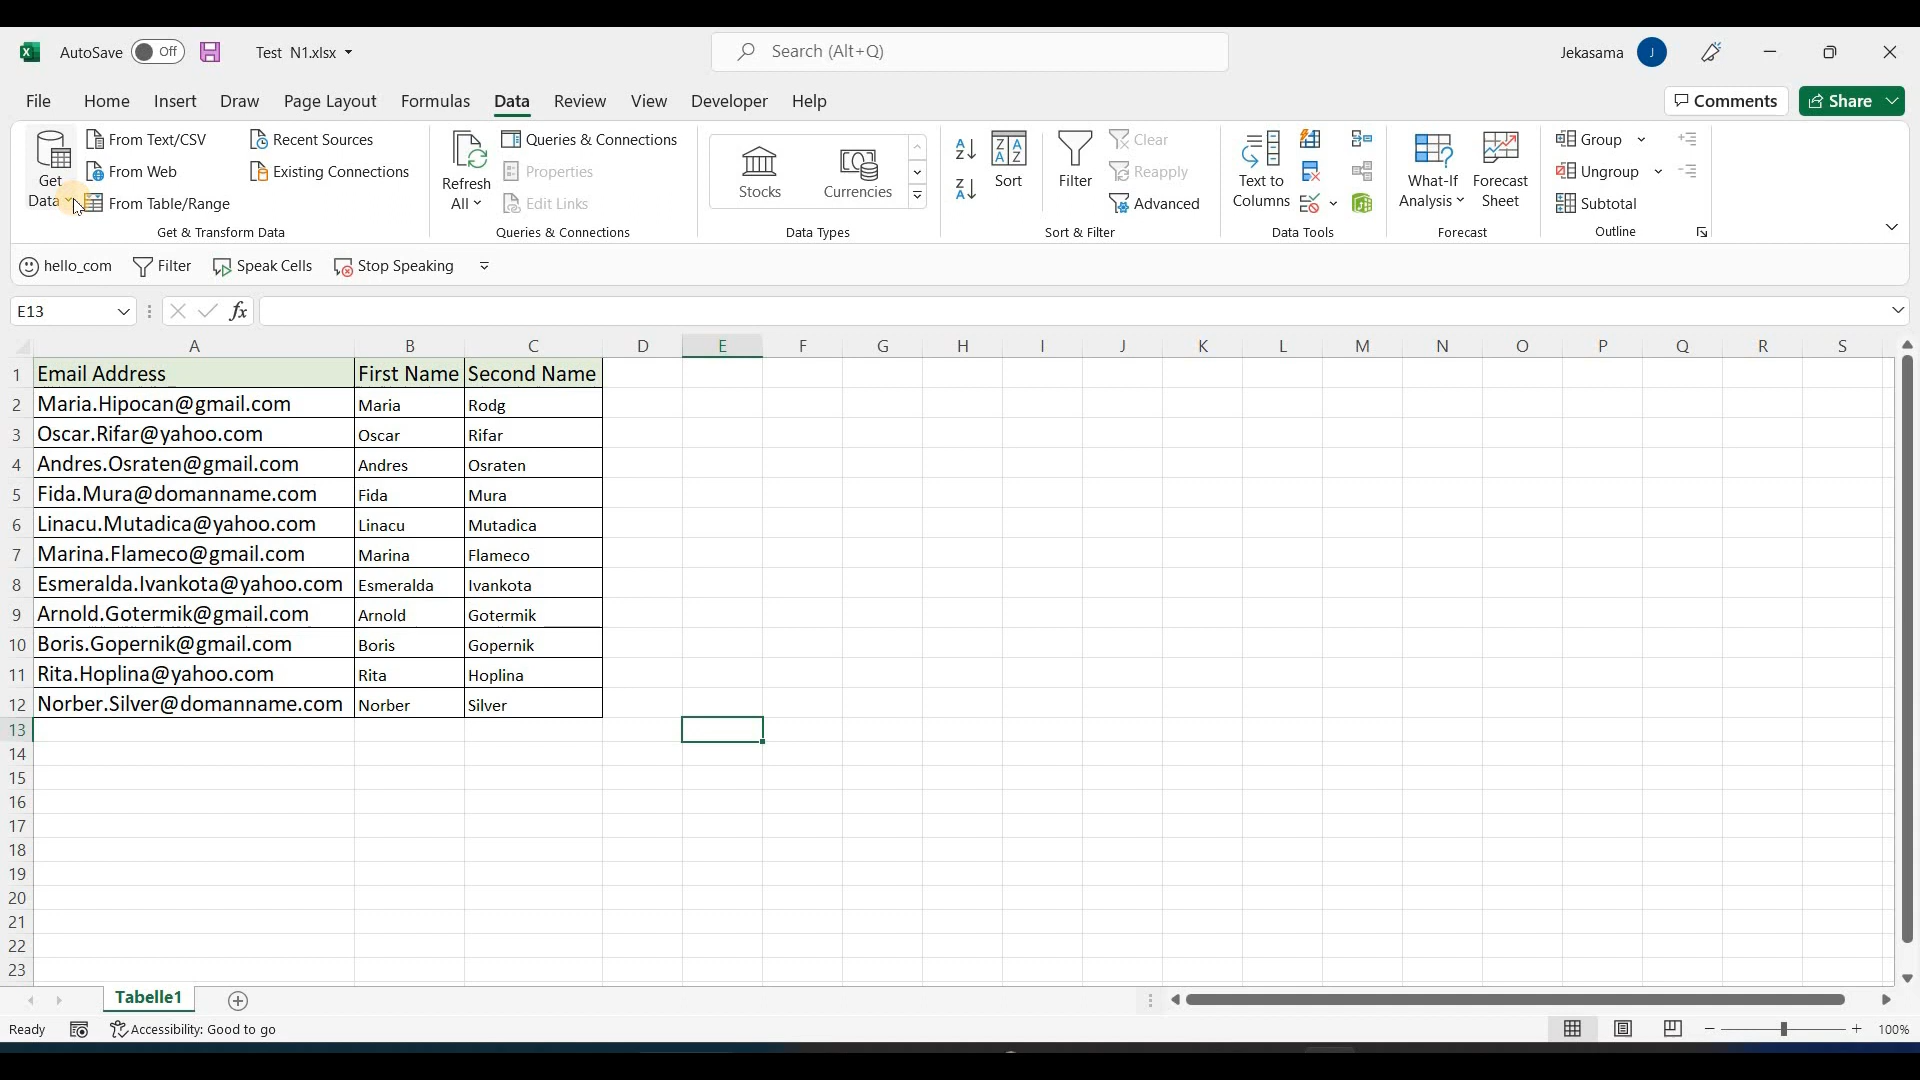 AutoSave Off Test N1.xlsx Search (Alt+Q) Jekasama J
File Home Insert Draw Page Layout Formulas Data Review View Developer Help Comments Share
Get Data
From Text/CSV
From Web
From Table/Range
Recent Sources
Existing Connections
Get & Transform Data
Refresh All
Queries & Connections
Properties
Edit Links
Queries & Connections
Stocks
Currencies
Data Types
Sort
Filter
Clear
Reapply
Advanced
Sort & Filter
Text to Columns
Data Tools
What-If Analysis
Forecast Sheet
Forecast
Group
Ungroup
Subtotal
Outline
hello_com Filter Speak Cells Stop Speaking
E13 fx
A B C D E F G H I J K L M N O P Q R S
1 Email Address First Name Second Name
2 Maria.Hipocan@gmail.com Maria Rodg
3 Oscar.Rifar@yahoo.com Oscar Rifar
4 Andres.Osraten@gmail.com Andres Osraten
5 Fida.Mura@domanname.com Fida Mura
6 Linacu.Mutadica@yahoo.com Linacu Mutadica
7 Marina.Flameco@gmail.com Marina Flameco
8 Esmeralda.Ivankota@yahoo.com Esmeralda Ivankota
9 Arnold.Gotermik@gmail.com Arnold Gotermik
10 Boris.Gopernik@gmail.com Boris Gopernik
11 Rita.Hoplina@yahoo.com Rita Hoplina
12 Norber.Silver@domanname.com Norber Silver
13
14
15
16
17
18
19
20
21
22
23
Tabelle1
Ready Accessibility: Good to go 100%